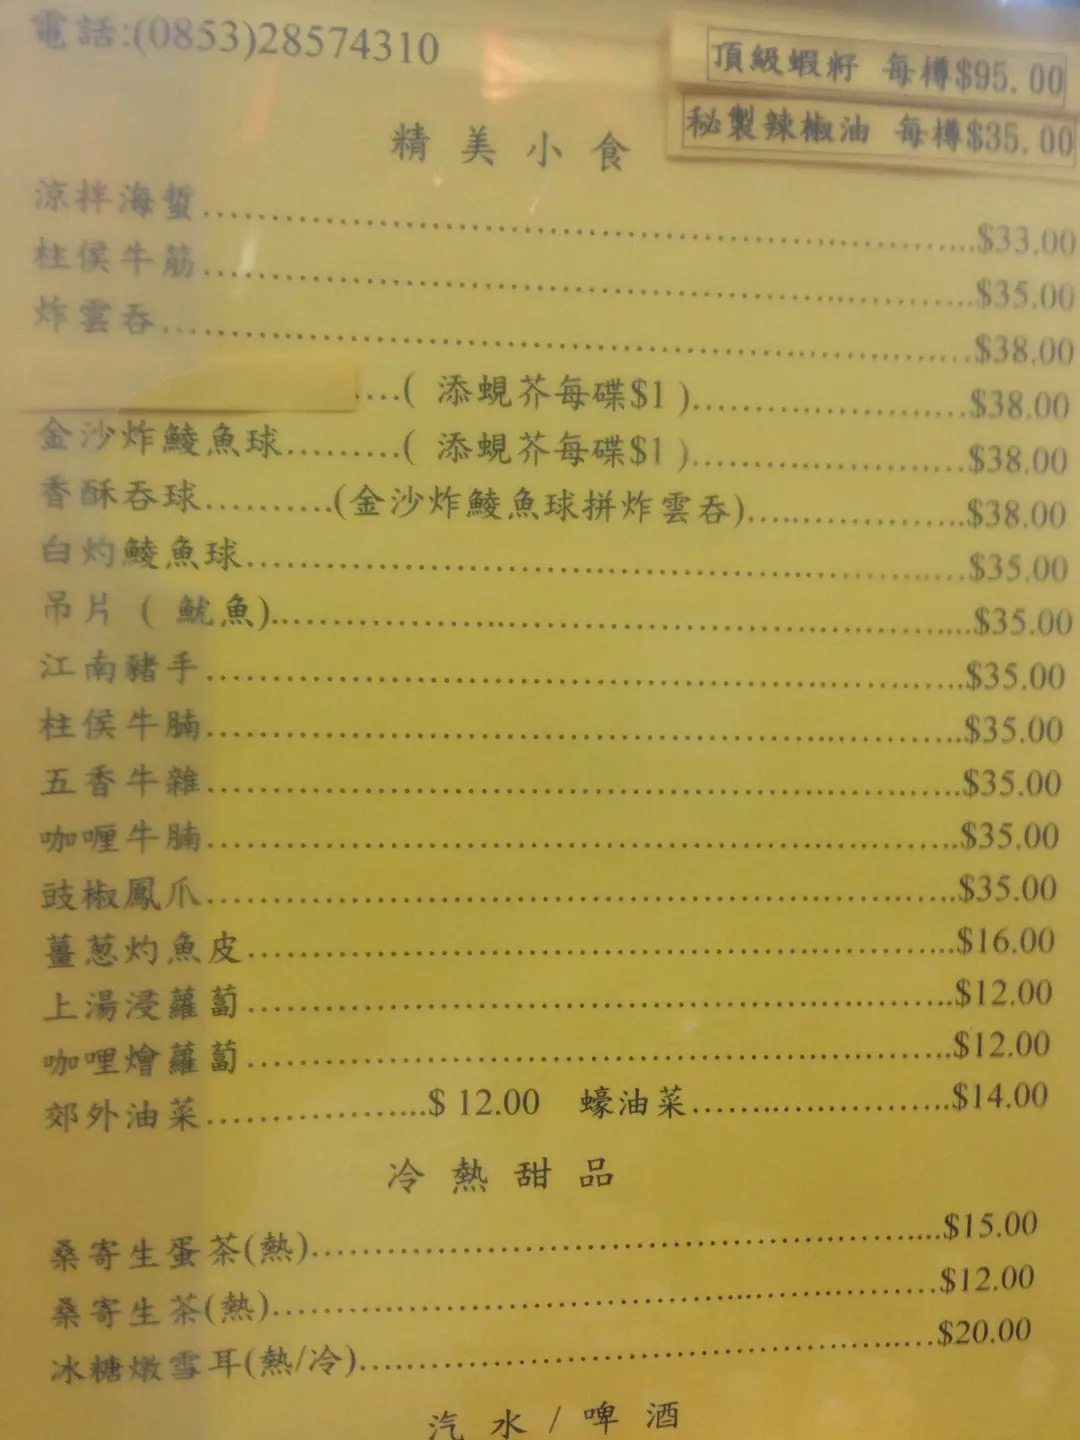 電話:(0853)28574310
頂級蝦籽 每樽$95.00
秘製辣椒油 每樽$35.00
精美小食
涼拌海蜇....................$33.00
柱侯牛筋....................$35.00
炸雲吞....................$38.00
....( 添蜆芥每碟$1 )....................$38.00
金沙炸鯪魚球.........( 添蜆芥每碟$1 )....................$38.00
香酥吞球..........(金沙炸鯪魚球拼炸雲吞)....................$38.00
白灼鯪魚球....................$35.00
吊片 ( 魷魚)....................$35.00
江南豬手....................$35.00
柱侯牛腩....................$35.00
五香牛雜....................$35.00
咖喱牛腩....................$35.00
豉椒鳳爪....................$35.00
薑葱灼魚皮....................$16.00
上湯浸蘿蔔....................$12.00
咖哩燴蘿蔔....................$12.00
郊外油菜....................$ 12.00 蠔油菜....................$14.00
冷熱甜品
桑寄生蛋茶(熱)....................$15.00
桑寄生茶(熱)....................$12.00
冰糖燉雪耳(熱/冷)....................$20.00
汽水/啤酒